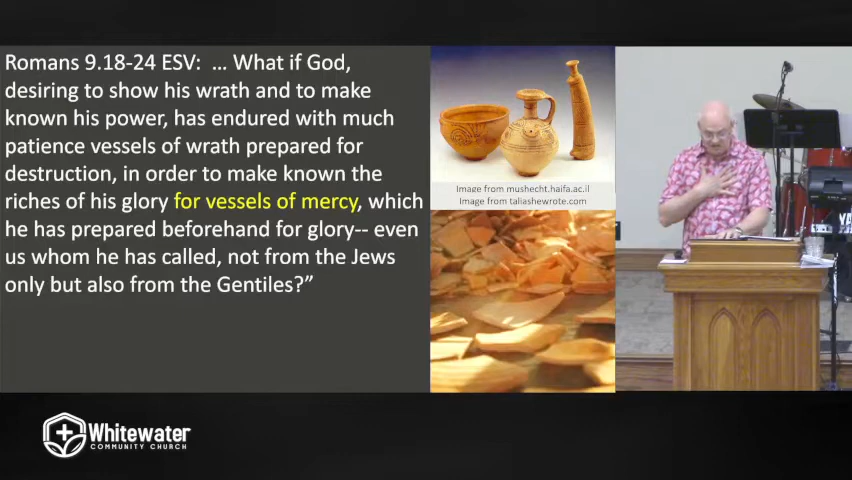 Romans 9.18-24 ESV:  … What if God,
desiring to show his wrath and to make
known his power, has endured with much
patience vessels of wrath prepared for
destruction, in order to make known the
riches of his glory for vessels of mercy, which
he has prepared beforehand for glory-- even
us whom he has called, not from the Jews
only but also from the Gentiles?”
Image from mushecht.haifa.ac.il
Image from taliashewrote.com
Whitewater
COMMUNITY CHURCH